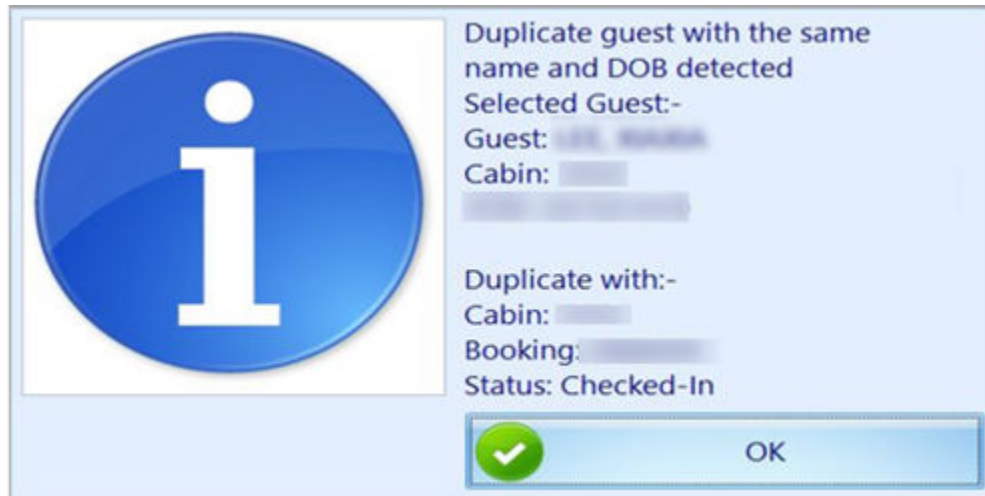 Duplicate guest with the same
name and DOB detected
Selected Guest:-
Guest:
Cabin:
Duplicate with:-
Cabin:
Booking:
Status: Checked-In
OK